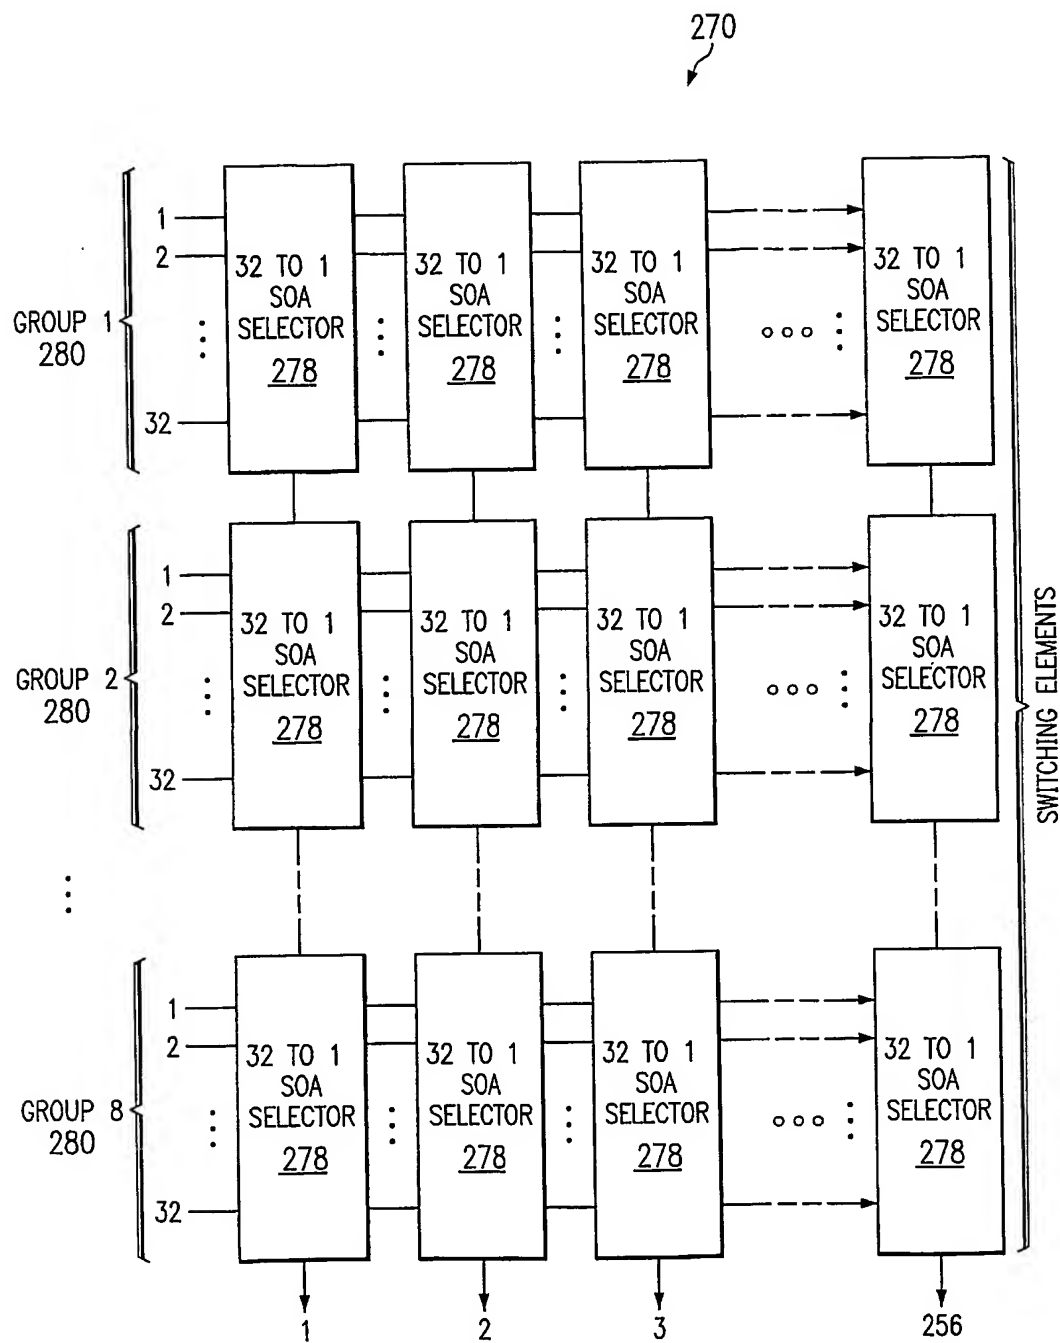 270
1
2
32
GROUP 1
280
32 TO 1
SOA
SELECTOR
278
32 TO 1
SOA
SELECTOR
278
32 TO 1
SOA
SELECTOR
278
32 TO 1
SOA
SELECTOR
278
1
2
32
GROUP 2
280
32 TO 1
SOA
SELECTOR
278
32 TO 1
SOA
SELECTOR
278
32 TO 1
SOA
SELECTOR
278
32 TO 1
SOA
SELECTOR
278
SWITCHING ELEMENTS
1
2
32
GROUP 8
280
32 TO 1
SOA
SELECTOR
278
32 TO 1
SOA
SELECTOR
278
32 TO 1
SOA
SELECTOR
278
32 TO 1
SOA
SELECTOR
278
1
2
3
256